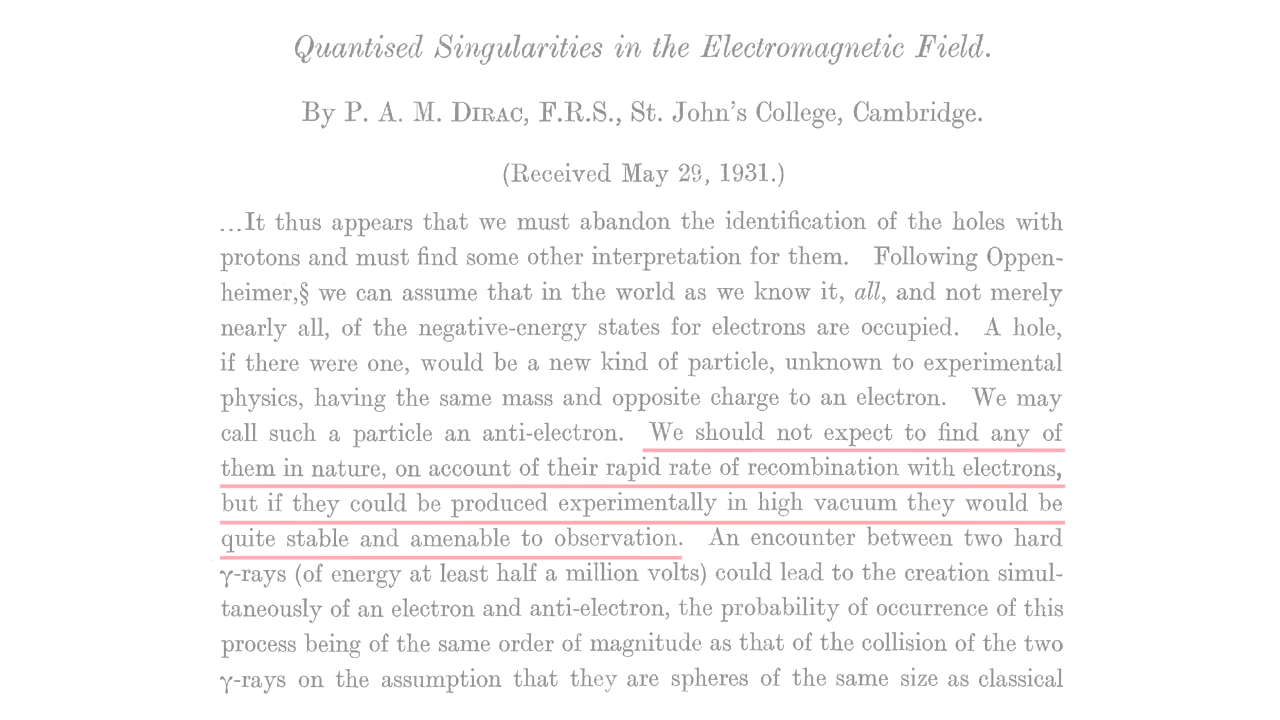 Quantised Singularities in the Electromagnetic Field.
By P. A. M. DIRAC, F.R.S., St. John's College, Cambridge.
(Received May 29, 1931.)
...It thus appears that we must abandon the identification of the holes with
protons and must find some other interpretation for them. Following Oppen-
heimer,§ we can assume that in the world as we know it, all, and not merely
nearly all, of the negative-energy states for electrons are occupied. A hole,
if there were one, would be a new kind of particle, unknown to experimental
physics, having the same mass and opposite charge to an electron. We may
call such a particle an anti-electron. We should not expect to find any of
them in nature, on account of their rapid rate of recombination with electrons,
but if they could be produced experimentally in high vacuum they would be
quite stable and amenable to observation. An encounter between two hard
γ-rays (of energy at least half a million volts) could lead to the creation simul-
taneously of an electron and anti-electron, the probability of occurrence of this
process being of the same order of magnitude as that of the collision of the two
γ-rays on the assumption that they are spheres of the same size as classical